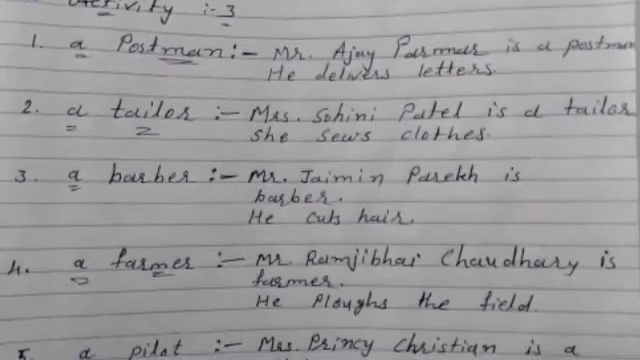 Activity :- 3
1. a Postman :- Mr. Ajay Parmar is a postman
He delivers letters.
2. a tailor :- Mrs. Sohini Patel is a tailor
She sews clothes.
3. a barber :- Mr. Jaimin Parekh is
barber.
He cuts hair.
4. a farmer :- Mr Ramjibhai Chaudhary is
farmer.
He Ploughs the field
5. a pilot :- Mrs. Princy Christian is a